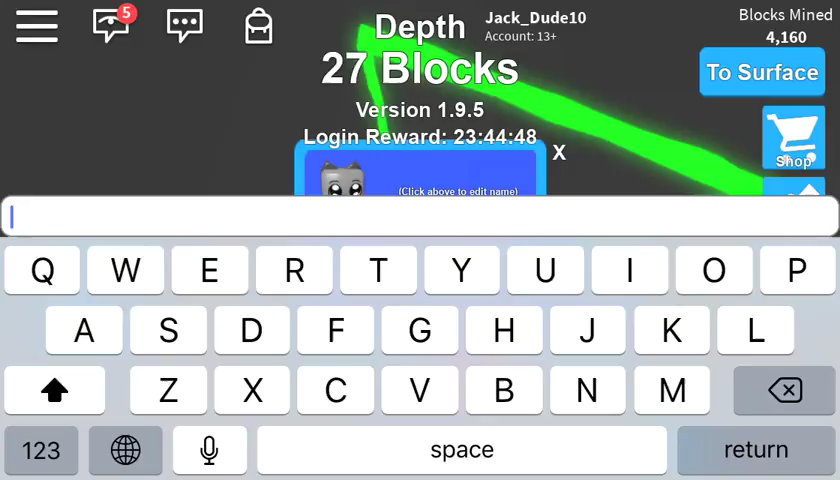 5
Depth
27 Blocks
Version 1.9.5
Login Reward: 23:44:48
Jack_Dude10
Account: 13+
Blocks Mined
4,160
To Surface
Shop
X
(Click above to edit name)
Q W E R T Y U I O P
A S D F G H J K L
Z X C V B N M
123 space return